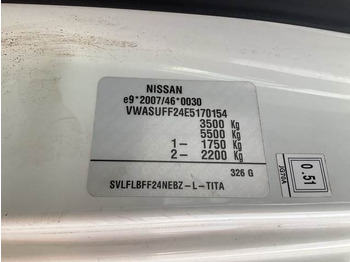 NISSAN
e9*2007/46*0030
VWASUFF24E5170154
3500 Kg
5500 Kg
1- 1750 Kg
2- 2200 Kg
326 G
SVLFLBFF24NEBZ-L-TITA
0.51
JG70A